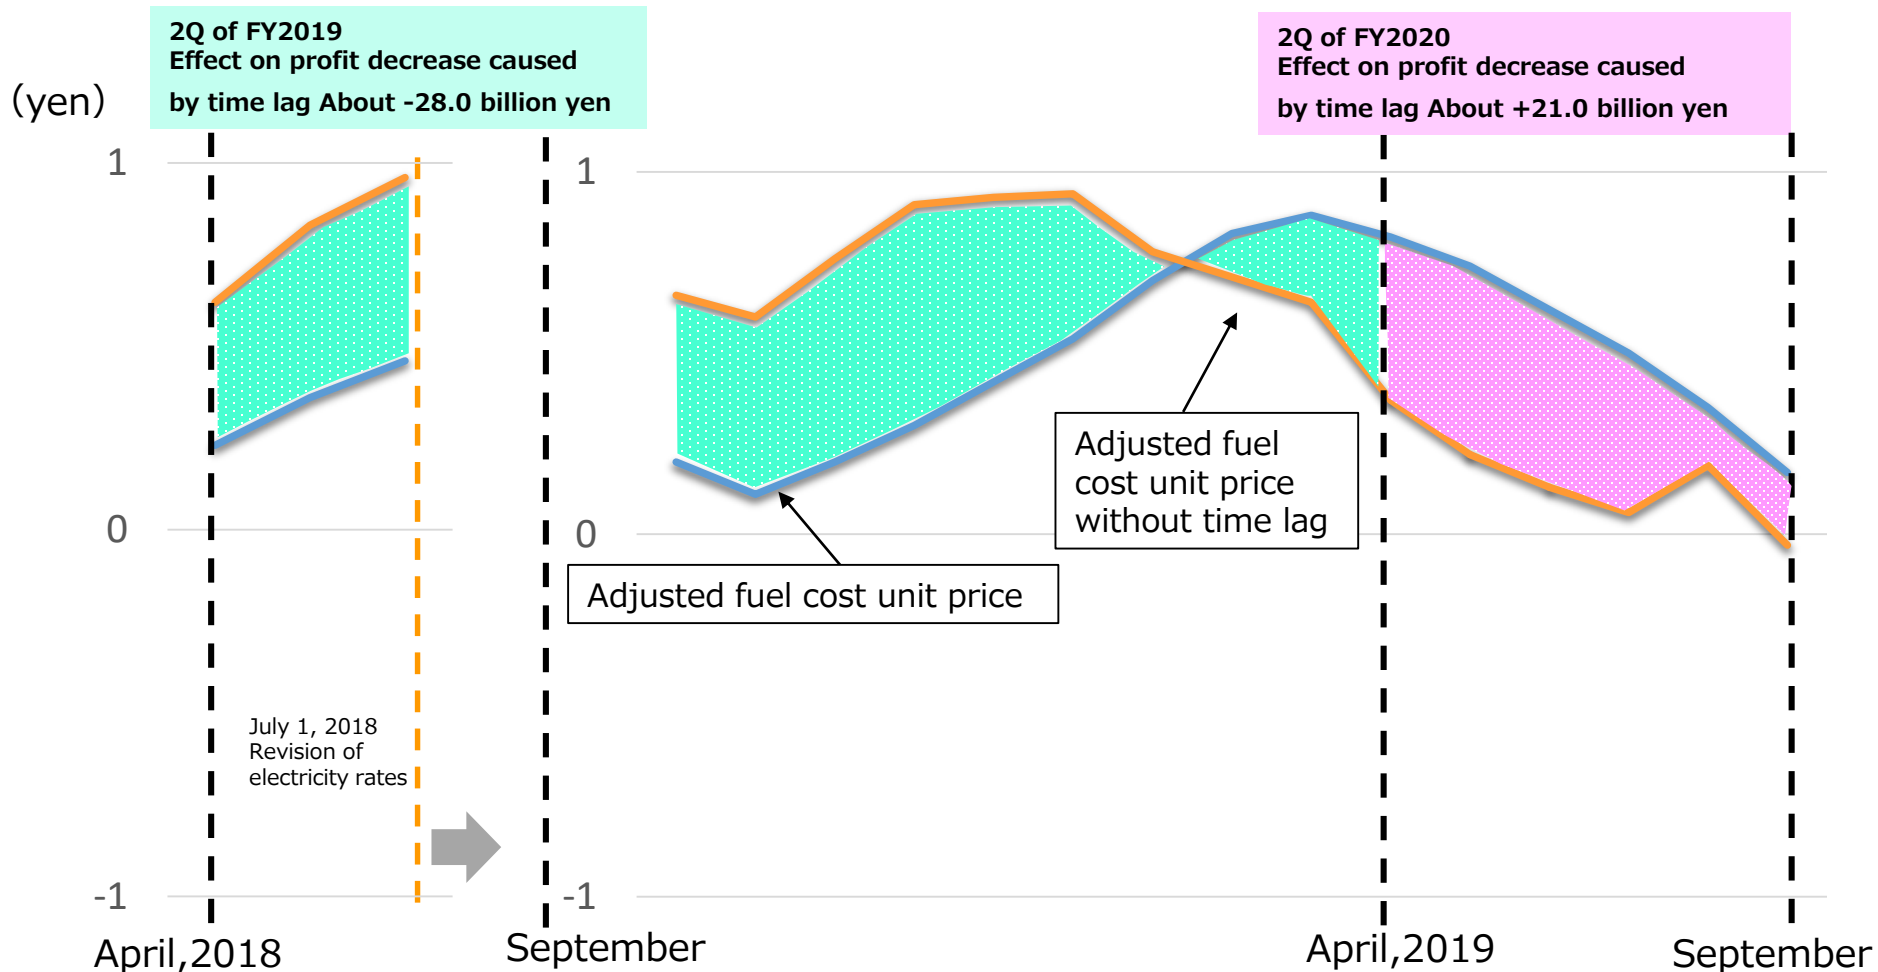 2Q of FY2019
Effect on profit decrease caused
by time lag About -28.0 billion yen
2Q of FY2020
Effect on profit decrease caused
by time lag About +21.0 billion yen
(yen)
1
0
-1
1
0
-1
Adjusted fuel
cost unit price
without time lag
Adjusted fuel cost unit price
July 1, 2018
Revision of
electricity rates
April,2018
September
April,2019
September